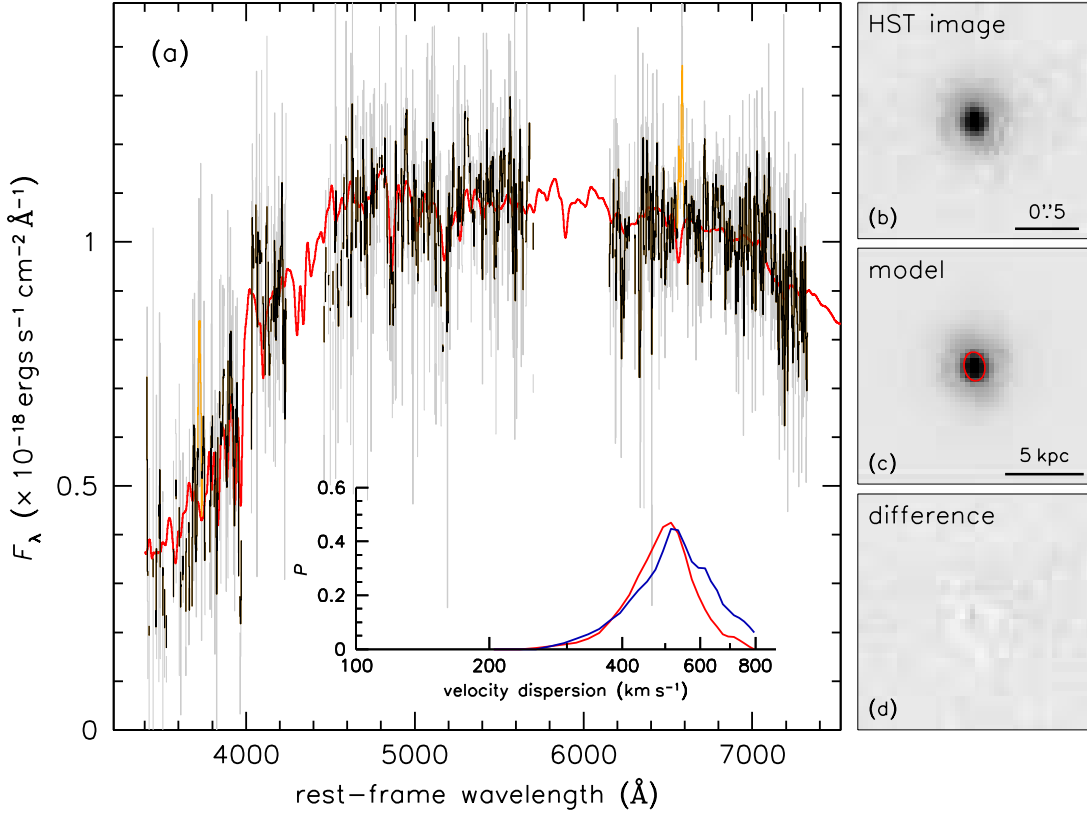 (a)
F_λ (× 10⁻¹⁸ ergs s⁻¹ cm⁻² Å⁻¹)
1
0.5
0
4000 5000 6000 7000
rest−frame wavelength (Å)
P
0.6
0.4
0.2
0
100 200 400 600 800
velocity dispersion (km s⁻¹)
HST image
(b)
0".5
model
(c)
5 kpc
difference
(d)